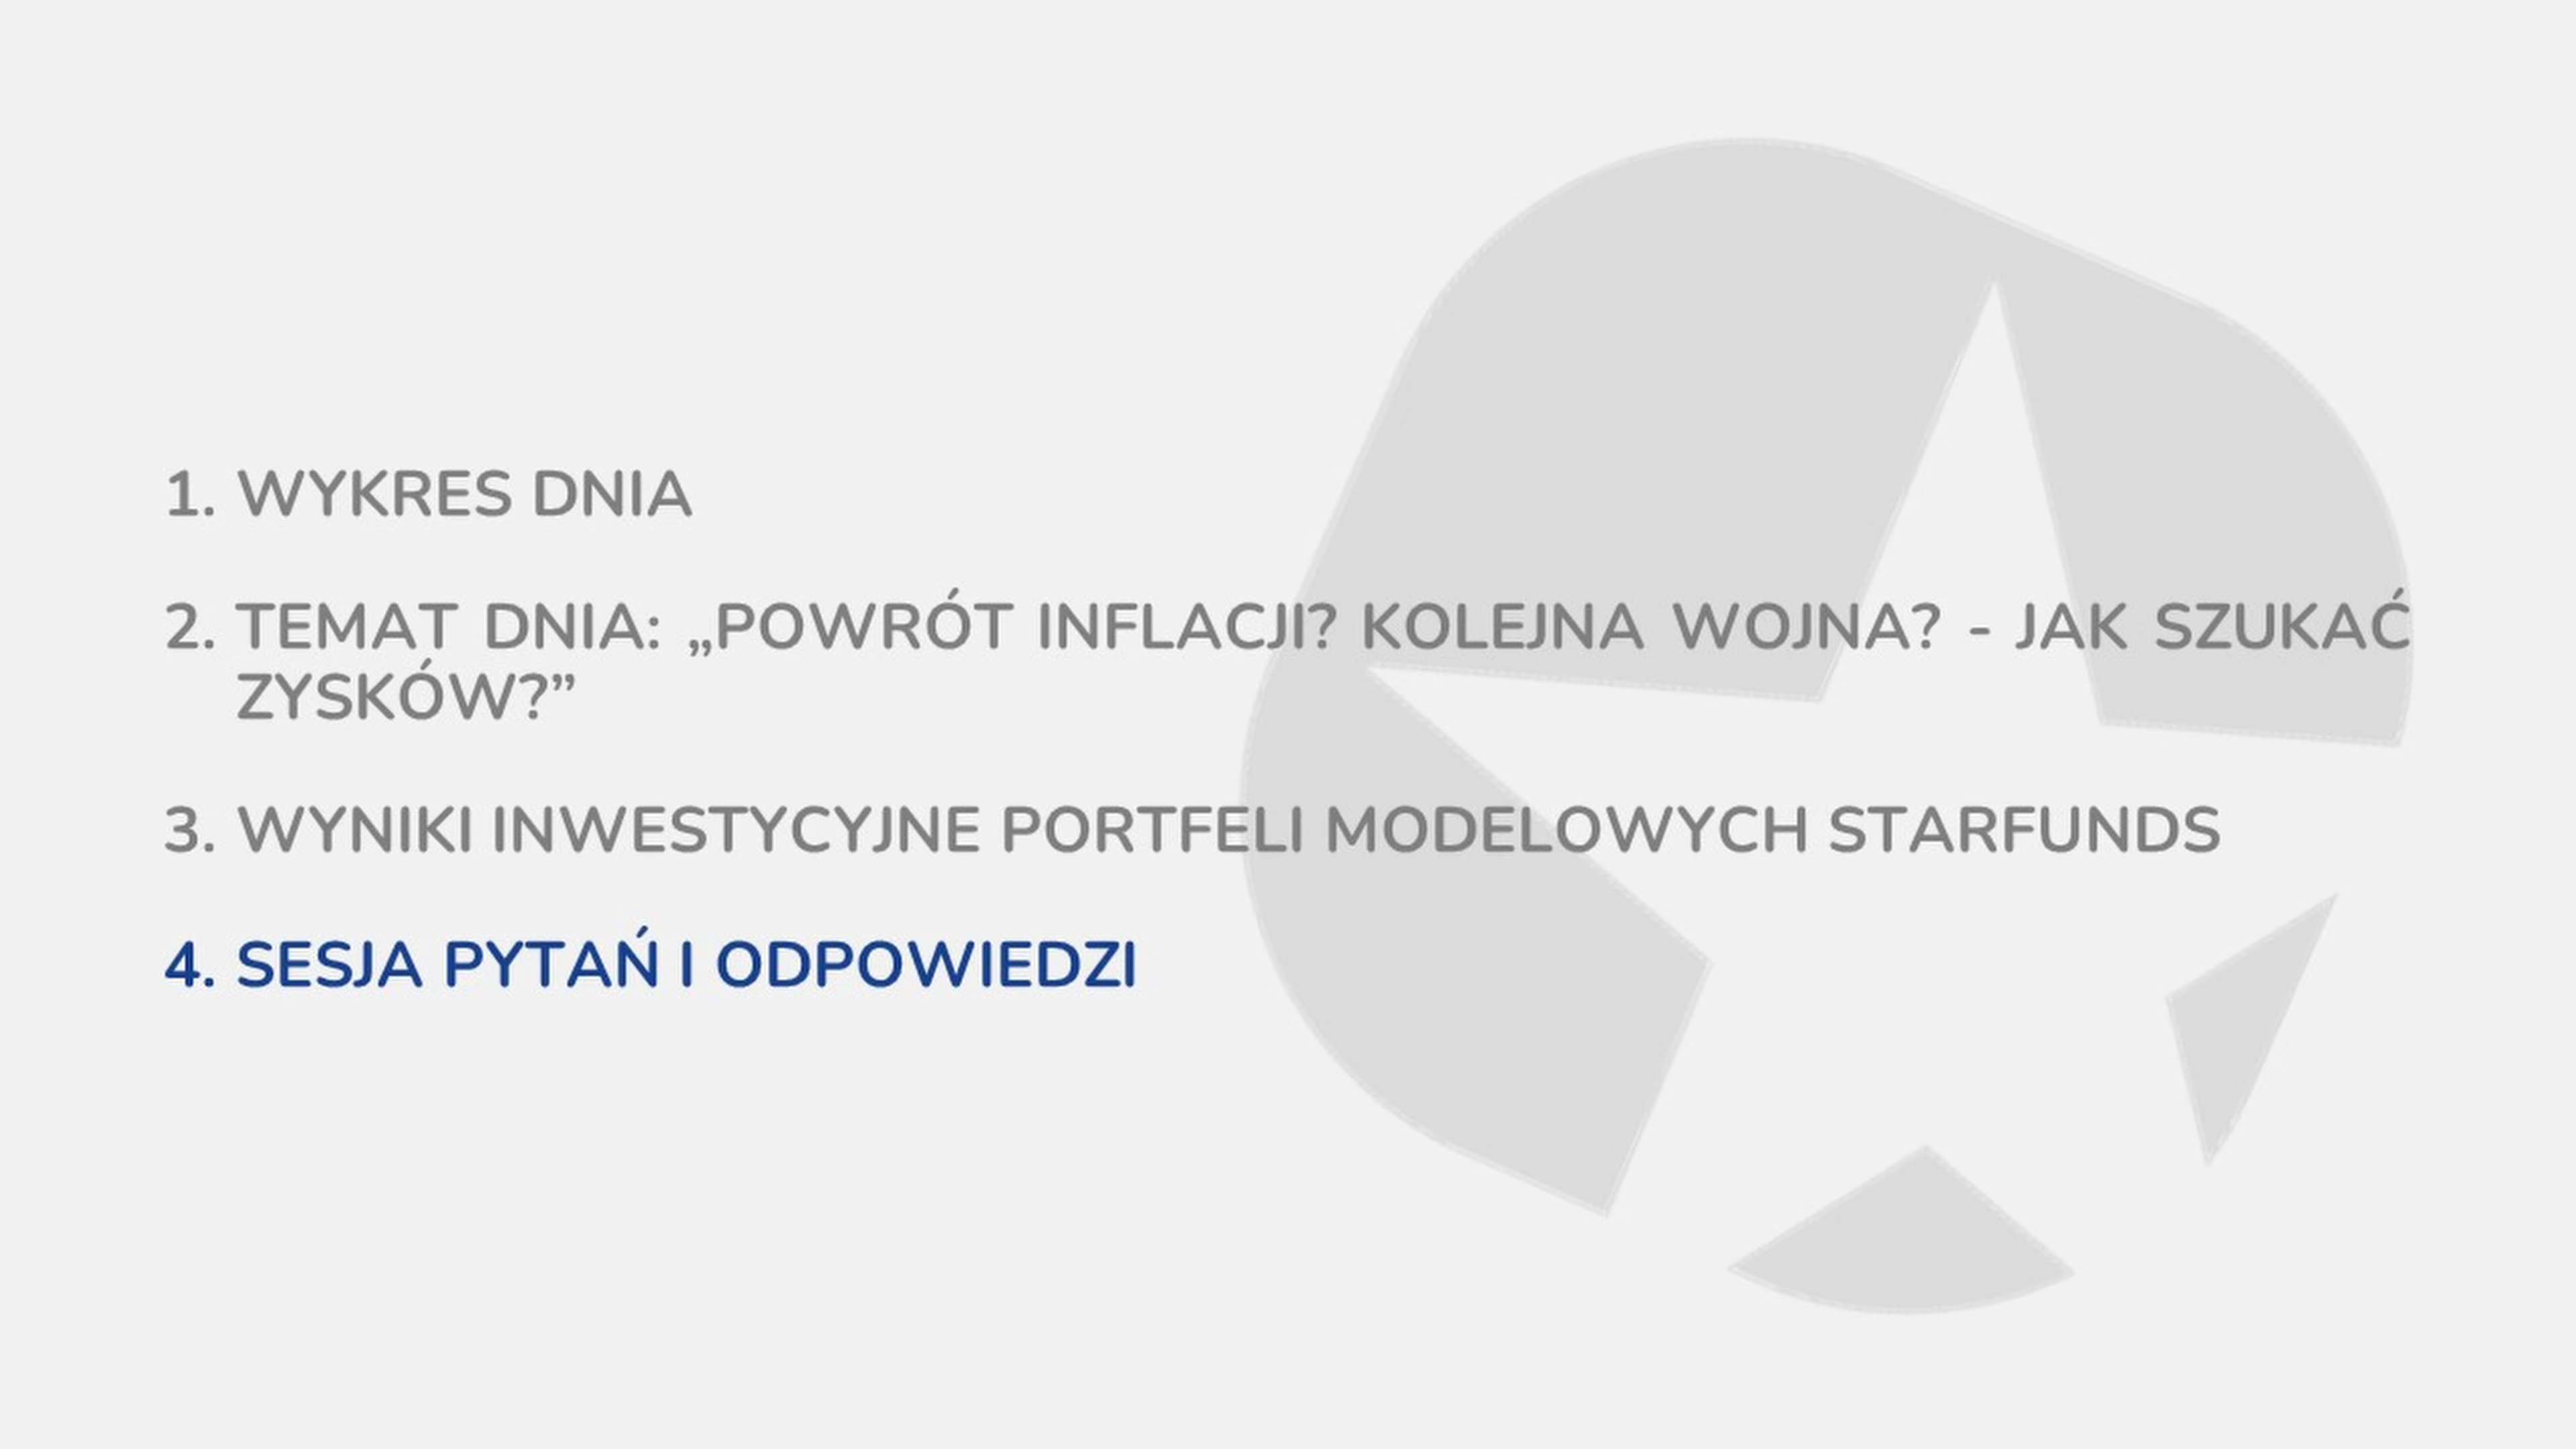 1. WYKRES DNIA
2. TEMAT DNIA: „POWRÓT INFLACJI? KOLEJNA WOJNA? - JAK SZUKAĆ
ZYSKÓW?”
3. WYNIKI INWESTYCYJNE PORTFELI MODELOWYCH STARFUNDS
4. SESJA PYTAŃ I ODPOWIEDZI